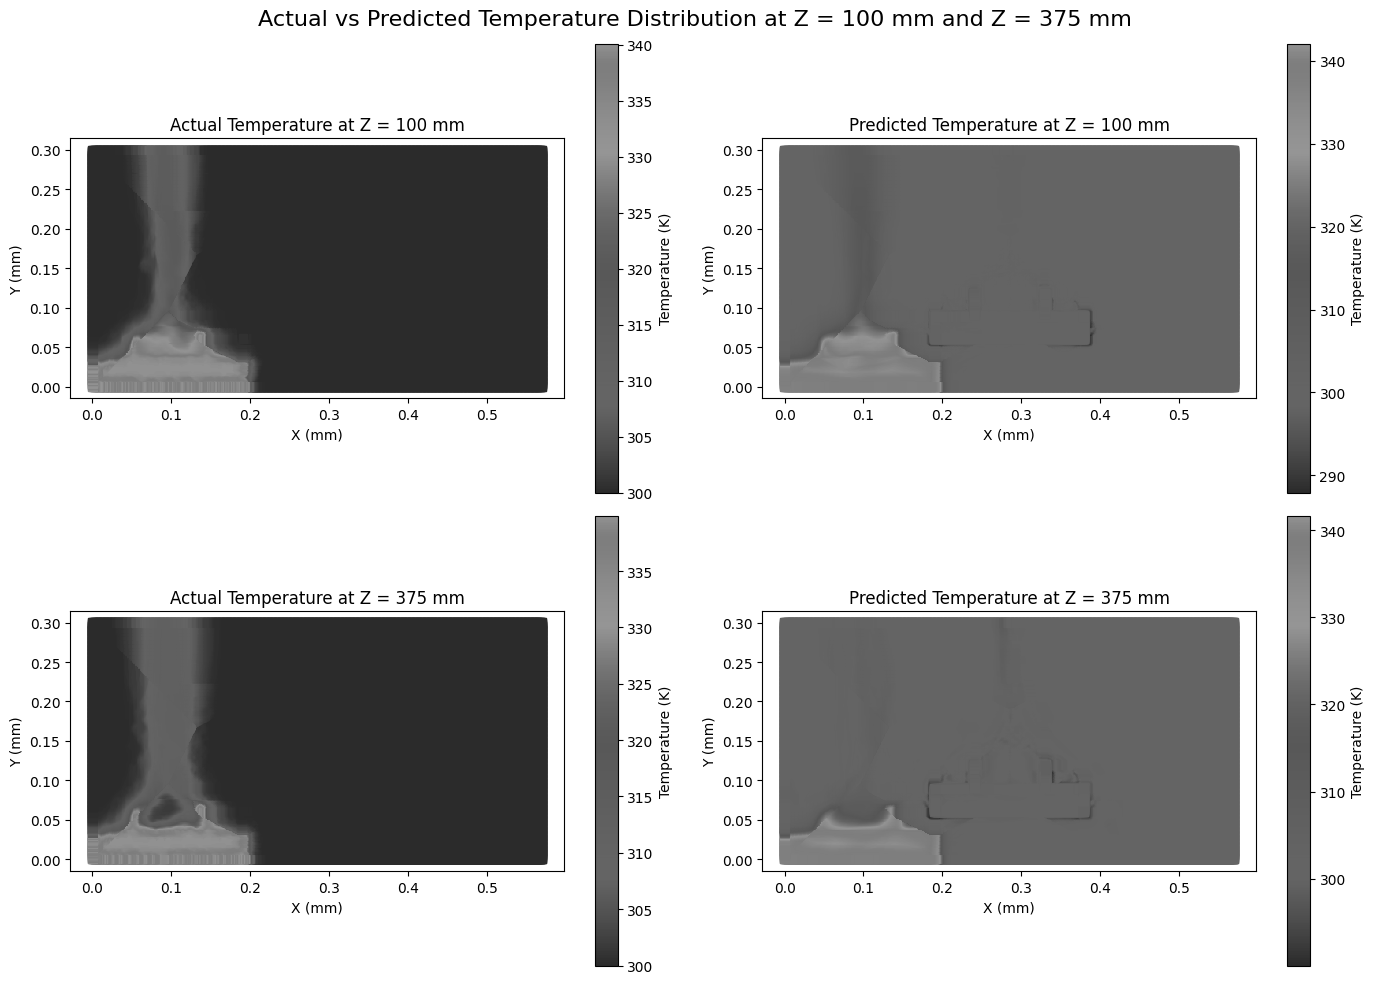 Actual vs Predicted Temperature Distribution at Z = 100 mm and Z = 375 mm
Actual Temperature at Z = 100 mm
0.30
0.25
0.20
0.15
0.10
0.05
0.00
Y (mm)
0.0 0.1 0.2 0.3 0.4 0.5
X (mm)
340
335
330
325
320
315
310
305
300
Temperature (K)
Predicted Temperature at Z = 100 mm
0.30
0.25
0.20
0.15
0.10
0.05
0.00
Y (mm)
0.0 0.1 0.2 0.3 0.4 0.5
X (mm)
340
330
320
310
300
290
Temperature (K)
Actual Temperature at Z = 375 mm
0.30
0.25
0.20
0.15
0.10
0.05
0.00
Y (mm)
0.0 0.1 0.2 0.3 0.4 0.5
X (mm)
335
330
325
320
315
310
305
300
Temperature (K)
Predicted Temperature at Z = 375 mm
0.30
0.25
0.20
0.15
0.10
0.05
0.00
Y (mm)
0.0 0.1 0.2 0.3 0.4 0.5
X (mm)
340
330
320
310
300
Temperature (K)